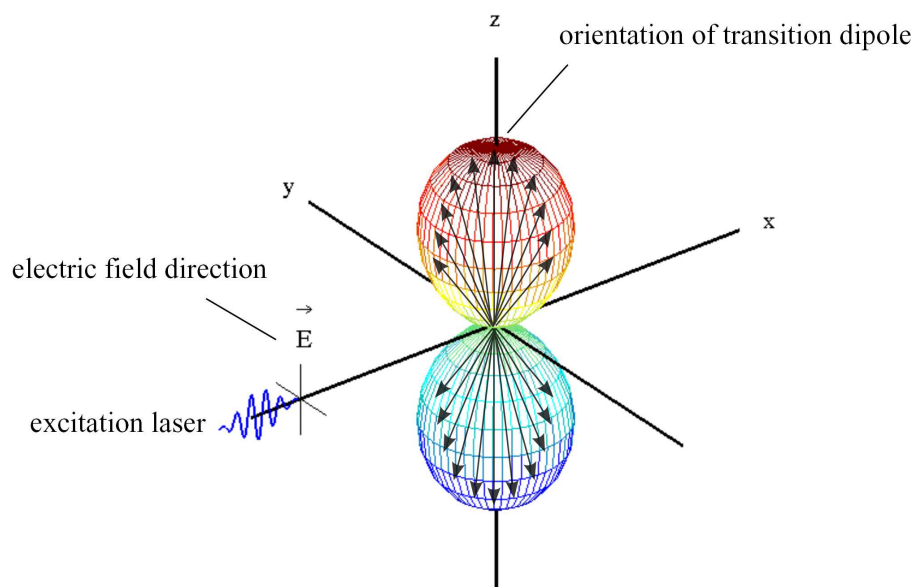 z
orientation of transition dipole
y
x
electric field direction
→
E
excitation laser